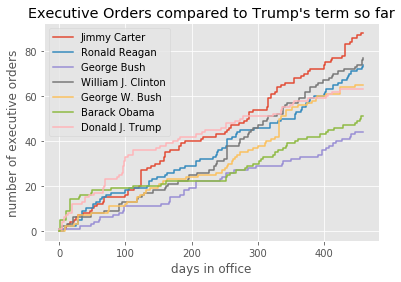 Executive Orders compared to Trump's term so far
Jimmy Carter
Ronald Reagan
George Bush
William J. Clinton
George W. Bush
Barack Obama
Donald J. Trump
number of executive orders
80
60
40
20
0
0 100 200 300 400
days in office